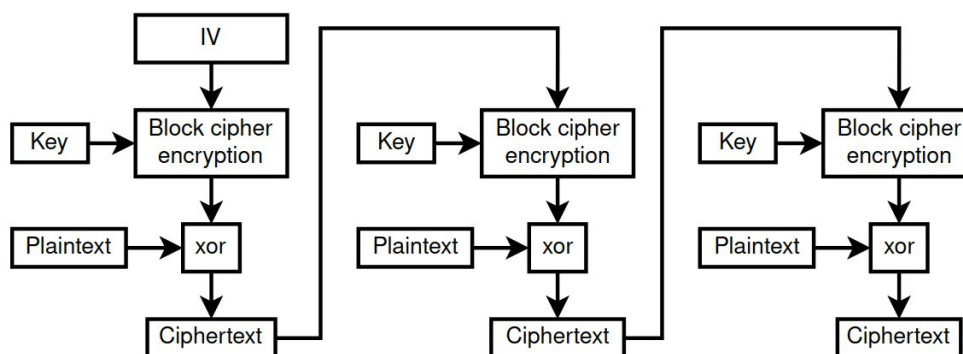 IV
Key
Block cipher
encryption
Plaintext
xor
Ciphertext
Key
Block cipher
encryption
Plaintext
xor
Ciphertext
Key
Block cipher
encryption
Plaintext
xor
Ciphertext